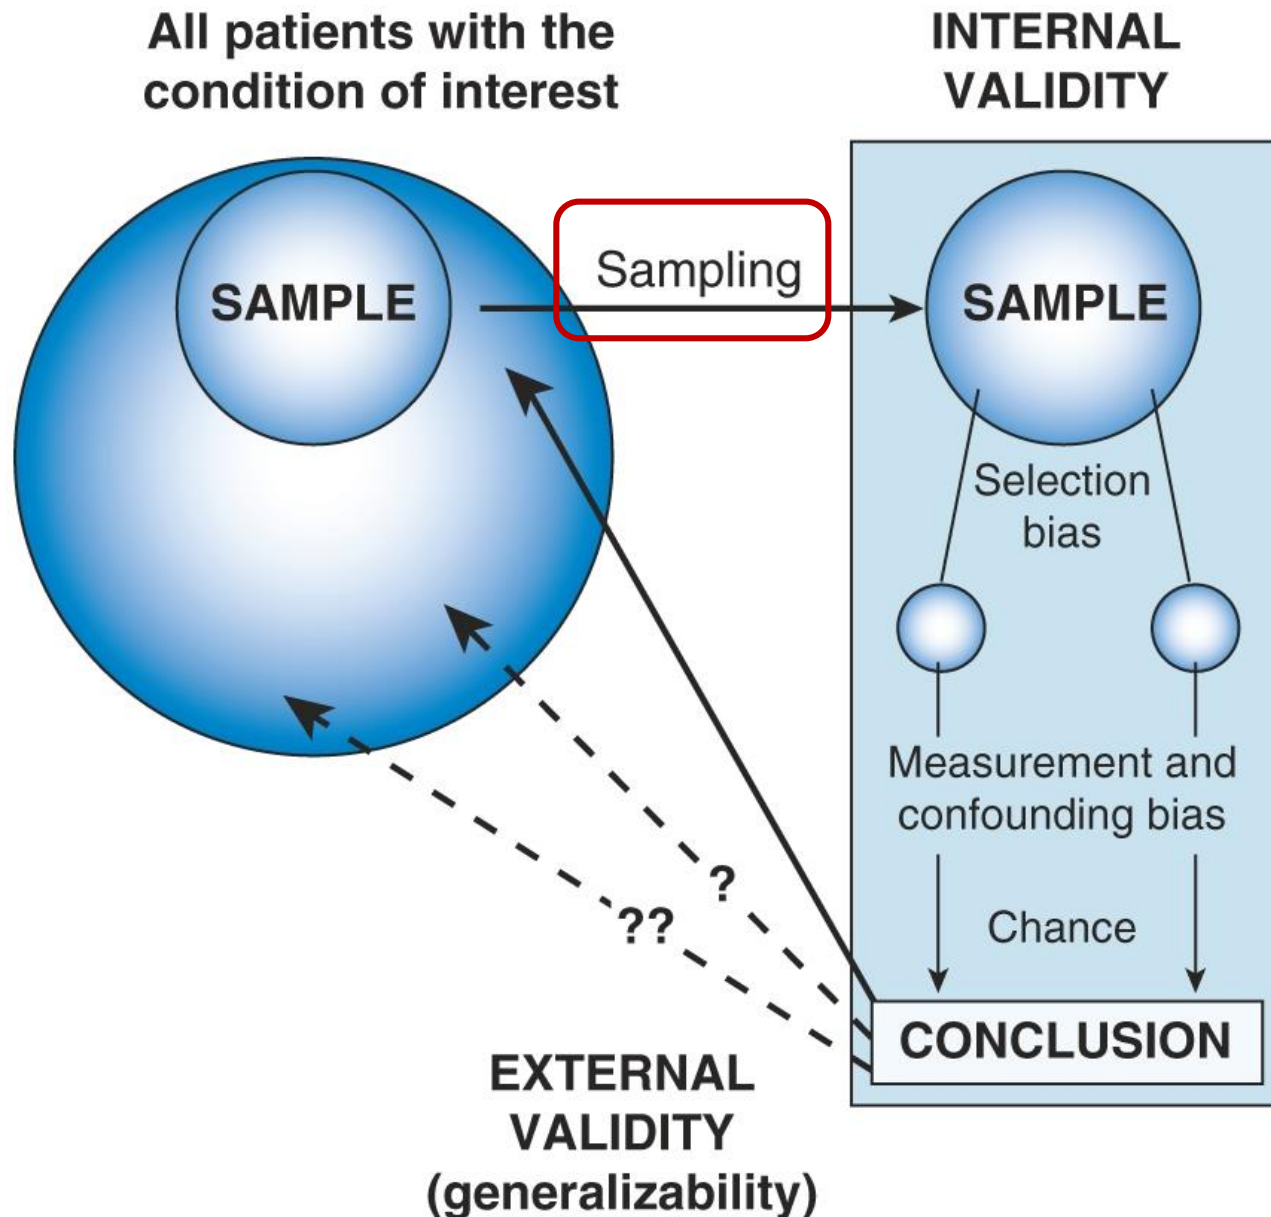 All patients with the
condition of interest
INTERNAL
VALIDITY
SAMPLE
Sampling
SAMPLE
Selection
bias
Measurement and
confounding bias
?
??
Chance
CONCLUSION
EXTERNAL
VALIDITY
(generalizability)